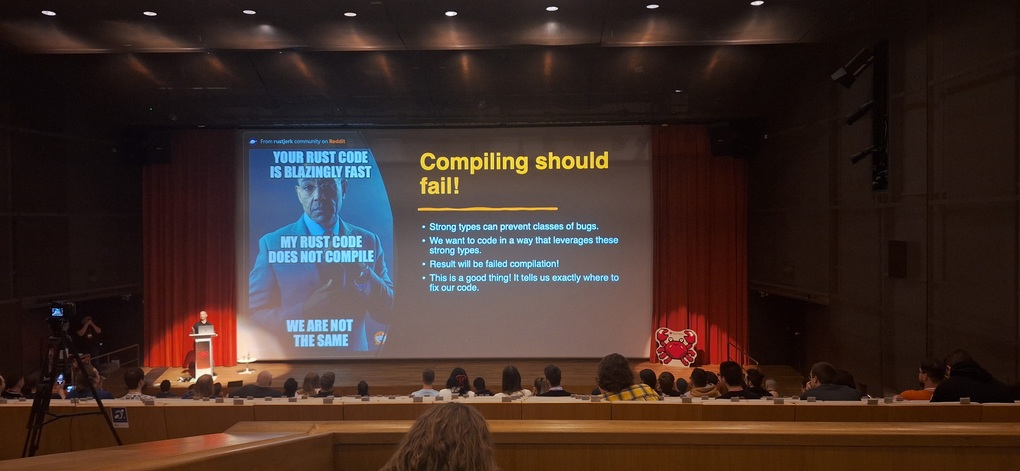 From rustjerk community on Reddit
YOUR RUST CODE
IS BLAZINGLY FAST
MY RUST CODE
DOES NOT COMPILE
WE ARE NOT
THE SAME
Compiling should
fail!
• Strong types can prevent classes of bugs.
• We want to code in a way that leverages these
strong types.
• Result will be failed compilation!
• This is a good thing! It tells us exactly where to
fix our code.